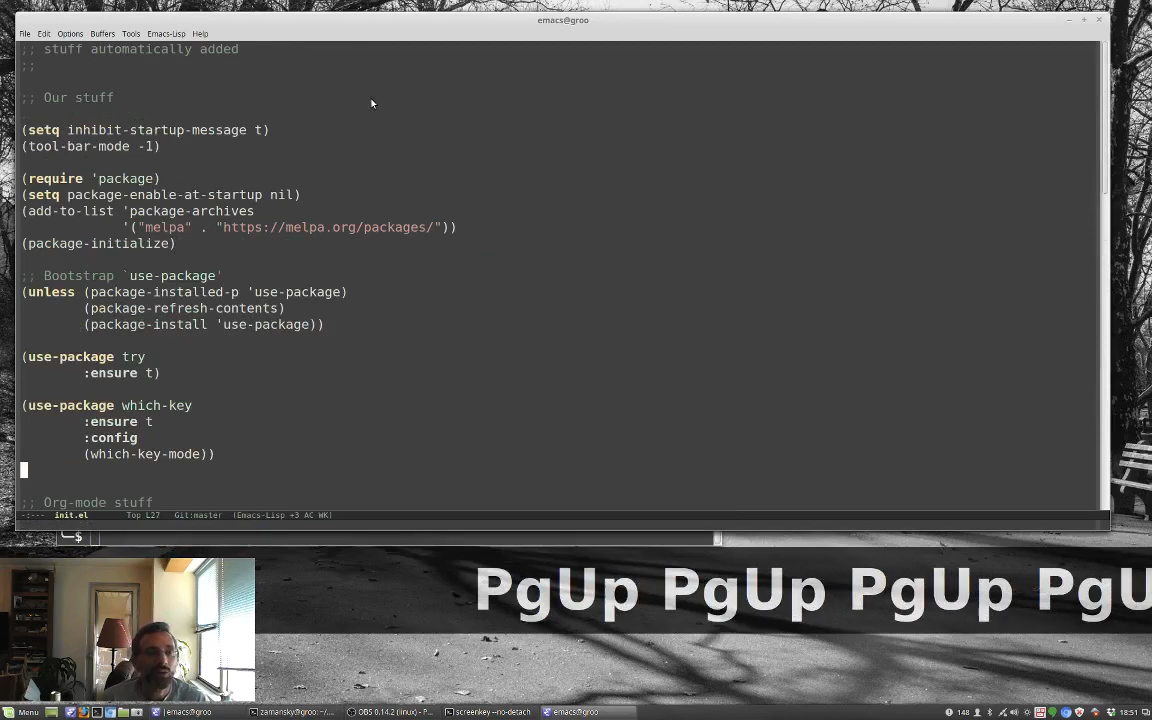 emacs@groo
File Edit Options Buffers Tools Emacs-Lisp Help
;; stuff automatically added
;;
;; Our stuff
(setq inhibit-startup-message t)
(tool-bar-mode -1)
(require 'package)
(setq package-enable-at-startup nil)
(add-to-list 'package-archives
'("melpa" . "https://melpa.org/packages/"))
(package-initialize)
;; Bootstrap `use-package'
(unless (package-installed-p 'use-package)
(package-refresh-contents)
(package-install 'use-package))
(use-package try
:ensure t)
(use-package which-key
:ensure t
:config
(which-key-mode))
;; Org-mode stuff
-:--- init.el Top L27 Git:master (Emacs-Lisp +3 AC WK)
$
PgUp PgUp PgUp PgU
Menu emacs@groo zamansky@groo: ~/... OBS 0.14.2 (linux) - P... screenkey --no-detach emacs@groo 148 18:51